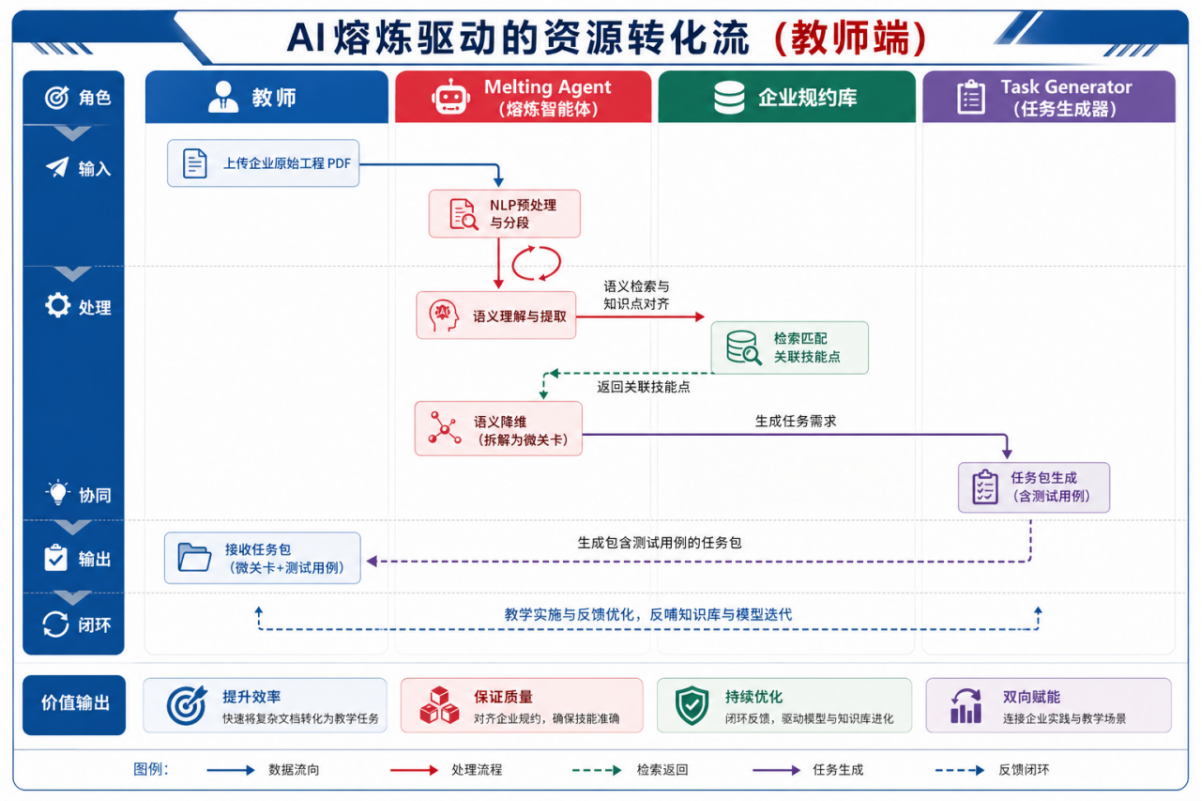 AI熔炼驱动的资源转化流（教师端）
角色
教师
Melting Agent
（熔炼智能体）
企业规约库
Task Generator
（任务生成器）
输入
上传企业原始工程 PDF
NLP预处理
与分段
处理
语义理解与提取
语义检索与
知识点对齐
检索匹配
关联技能点
返回关联技能点
语义降维
（拆解为微关卡）
生成任务需求
协同
任务包生成
（含测试用例）
输出
接收任务包
（微关卡+测试用例）
生成包含测试用例的任务包
闭环
教学实施与反馈优化，反哺知识库与模型迭代
价值输出
提升效率
快速将复杂文档转化为教学任务
保证质量
对齐企业规约，确保技能准确
持续优化
闭环反馈，驱动模型与知识库进化
双向赋能
连接企业实践与教学场景
图例：
数据流向
处理流程
检索返回
任务生成
反馈闭环